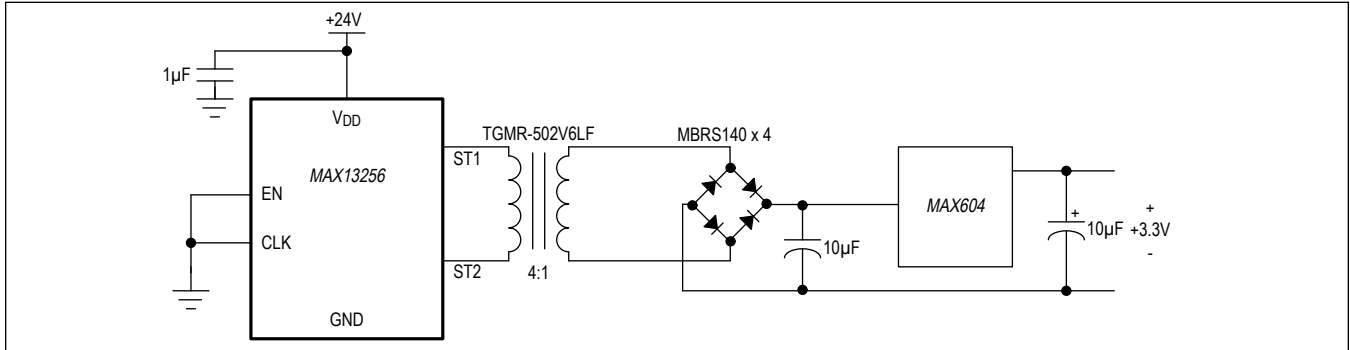 +24V
1µF
VDD
TGMR-502V6LF
MBRS140 x 4
ST1
MAX13256
EN
MAX604
+
+
10µF
+3.3V
-
CLK
10µF
ST2
4:1
GND